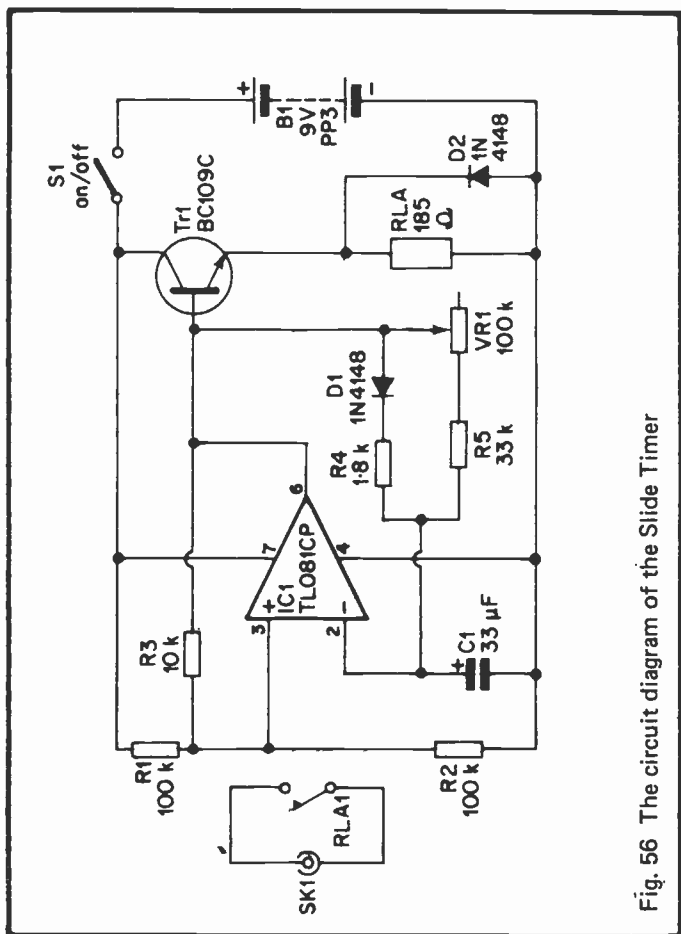 S1
on/off
Tr1
BC109C
+
B1
9V
PP3
-
R3
10k
R1
100 k
R2
100 k
SK1
RLA1
3
+
2
-
IC1
TL081CP
7
4
6
D1
1N4148
R4
1·8 k
R5
33 k
VR1
100 k
+
C1
33 µF
RLA
185
Ω
D2
1N
4148
Fig. 56 The circuit diagram of the Slide Timer